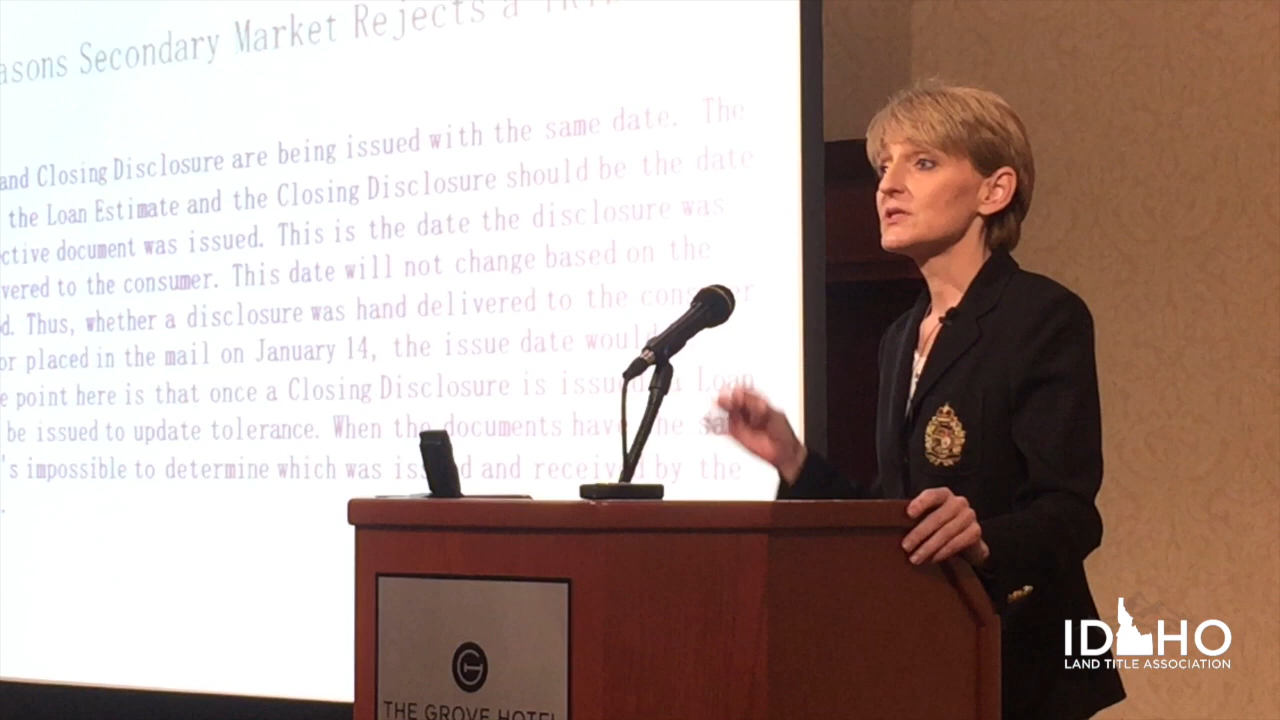 asons Secondary Market Rejects a
and Closing Disclosure are being issued with the same date. The
the Loan Estimate and the Closing Disclosure should be the date
ctive document was issued. This is the date the disclosure was
vered to the consumer. This date will not change based on the
d. Thus, whether a disclosure was hand delivered to the consumer
or placed in the mail on January 14, the issue date would
e point here is that once a Closing Disclosure is issued a Loan
be issued to update tolerance. When the documents have the
's impossible to determine which was issued and received by the
G
THE GROVE HOTEL
IDAHO
LAND TITLE ASSOCIATION